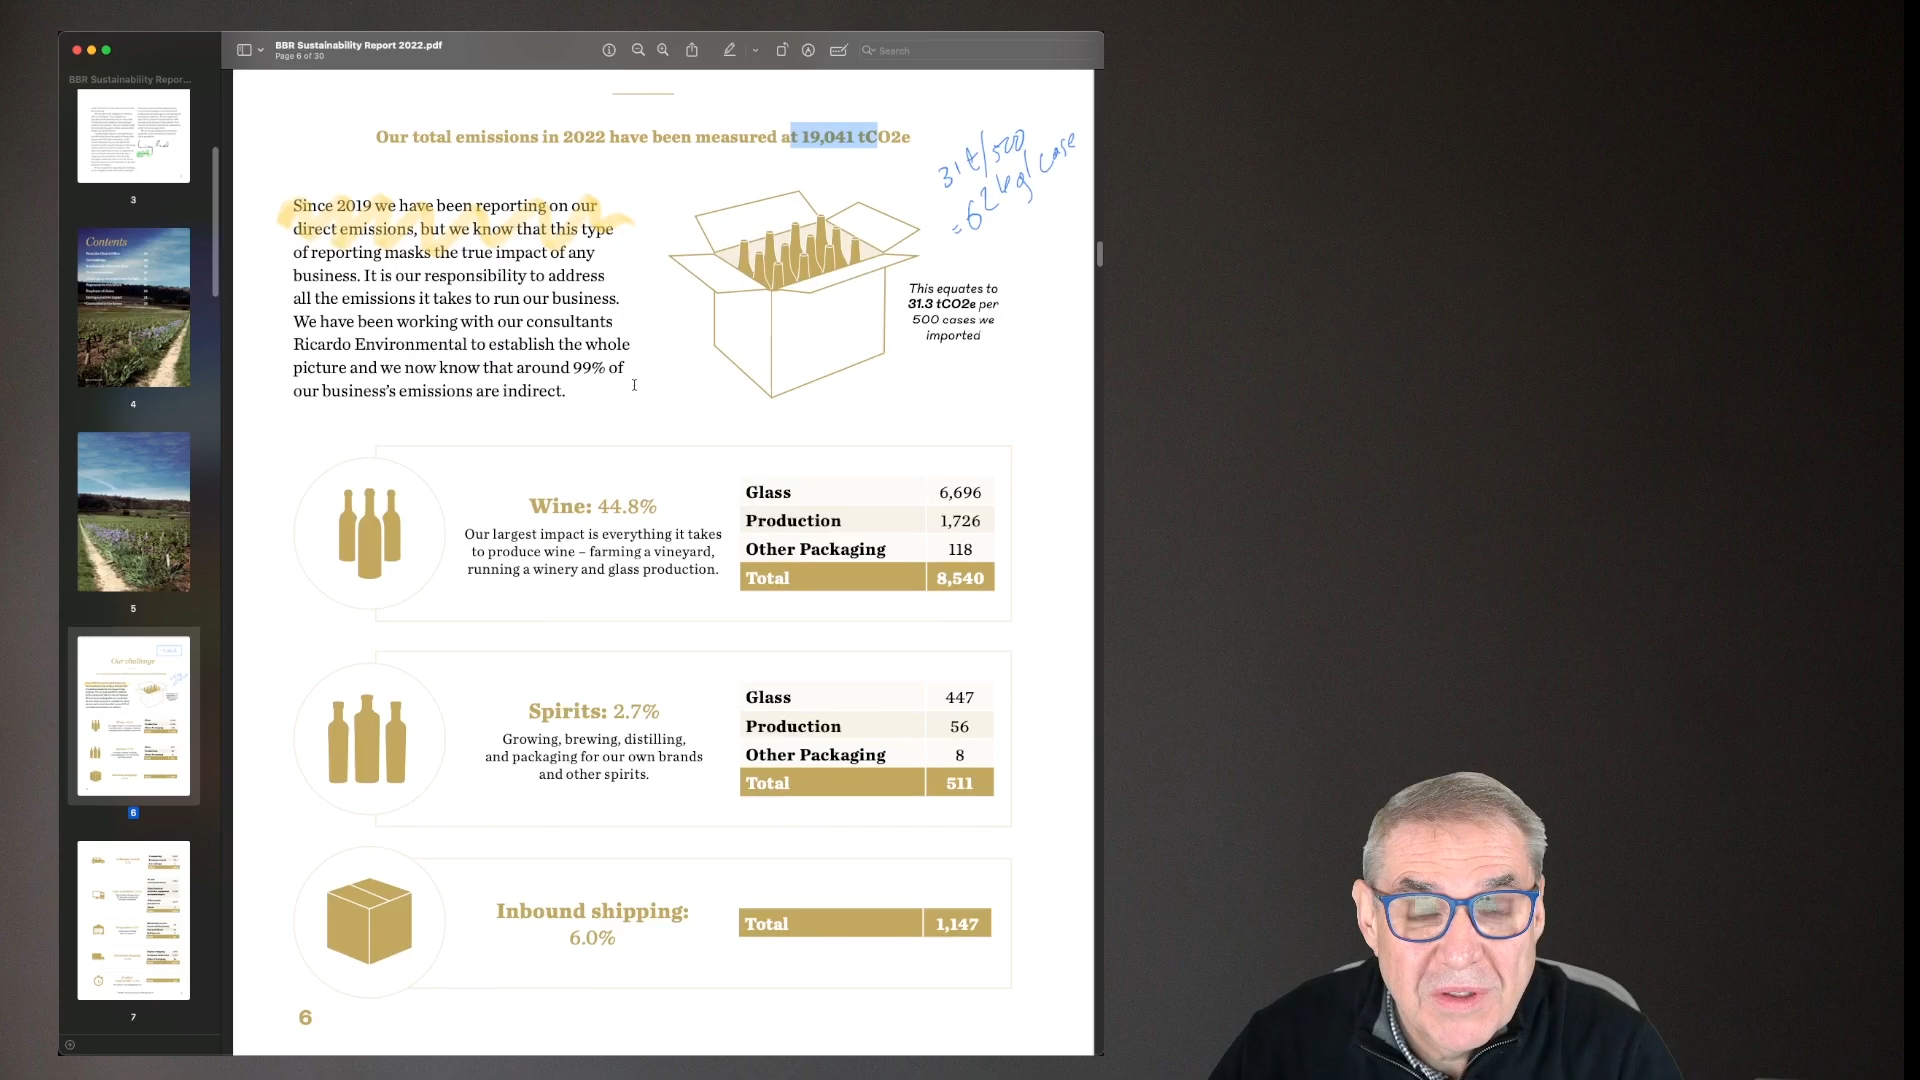 BBR Sustainability Report 2022.pdf
Page 6 of 30
Search
BBR Sustainability Repor...
3
Contents
4
5
Our challenge
6
7
Our total emissions in 2022 have been measured at 19,041 tCO2e
31t/500
= 62 kg/case
Since 2019 we have been reporting on our
direct emissions, but we know that this type
of reporting masks the true impact of any
business. It is our responsibility to address
all the emissions it takes to run our business.
We have been working with our consultants
Ricardo Environmental to establish the whole
picture and we now know that around 99% of
our business's emissions are indirect.
This equates to
31.3 tCO2e per
500 cases we
imported
Wine: 44.8%
Our largest impact is everything it takes
to produce wine – farming a vineyard,
running a winery and glass production.
Glass 6,696
Production 1,726
Other Packaging 118
Total 8,540
Spirits: 2.7%
Growing, brewing, distilling,
and packaging for our own brands
and other spirits.
Glass 447
Production 56
Other Packaging 8
Total 511
Inbound shipping:
6.0%
Total 1,147
6